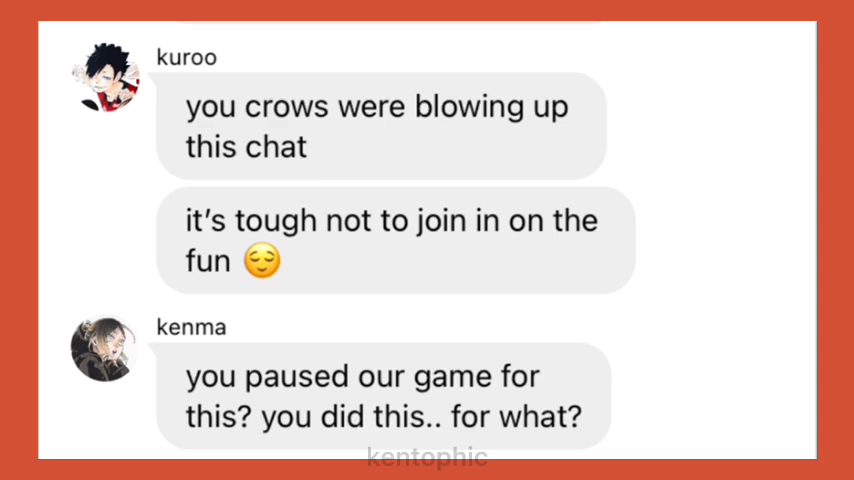 kuroo
you crows were blowing up
this chat
it’s tough not to join in on the
fun 😌
kenma
you paused our game for
this? you did this.. for what?
kentophic